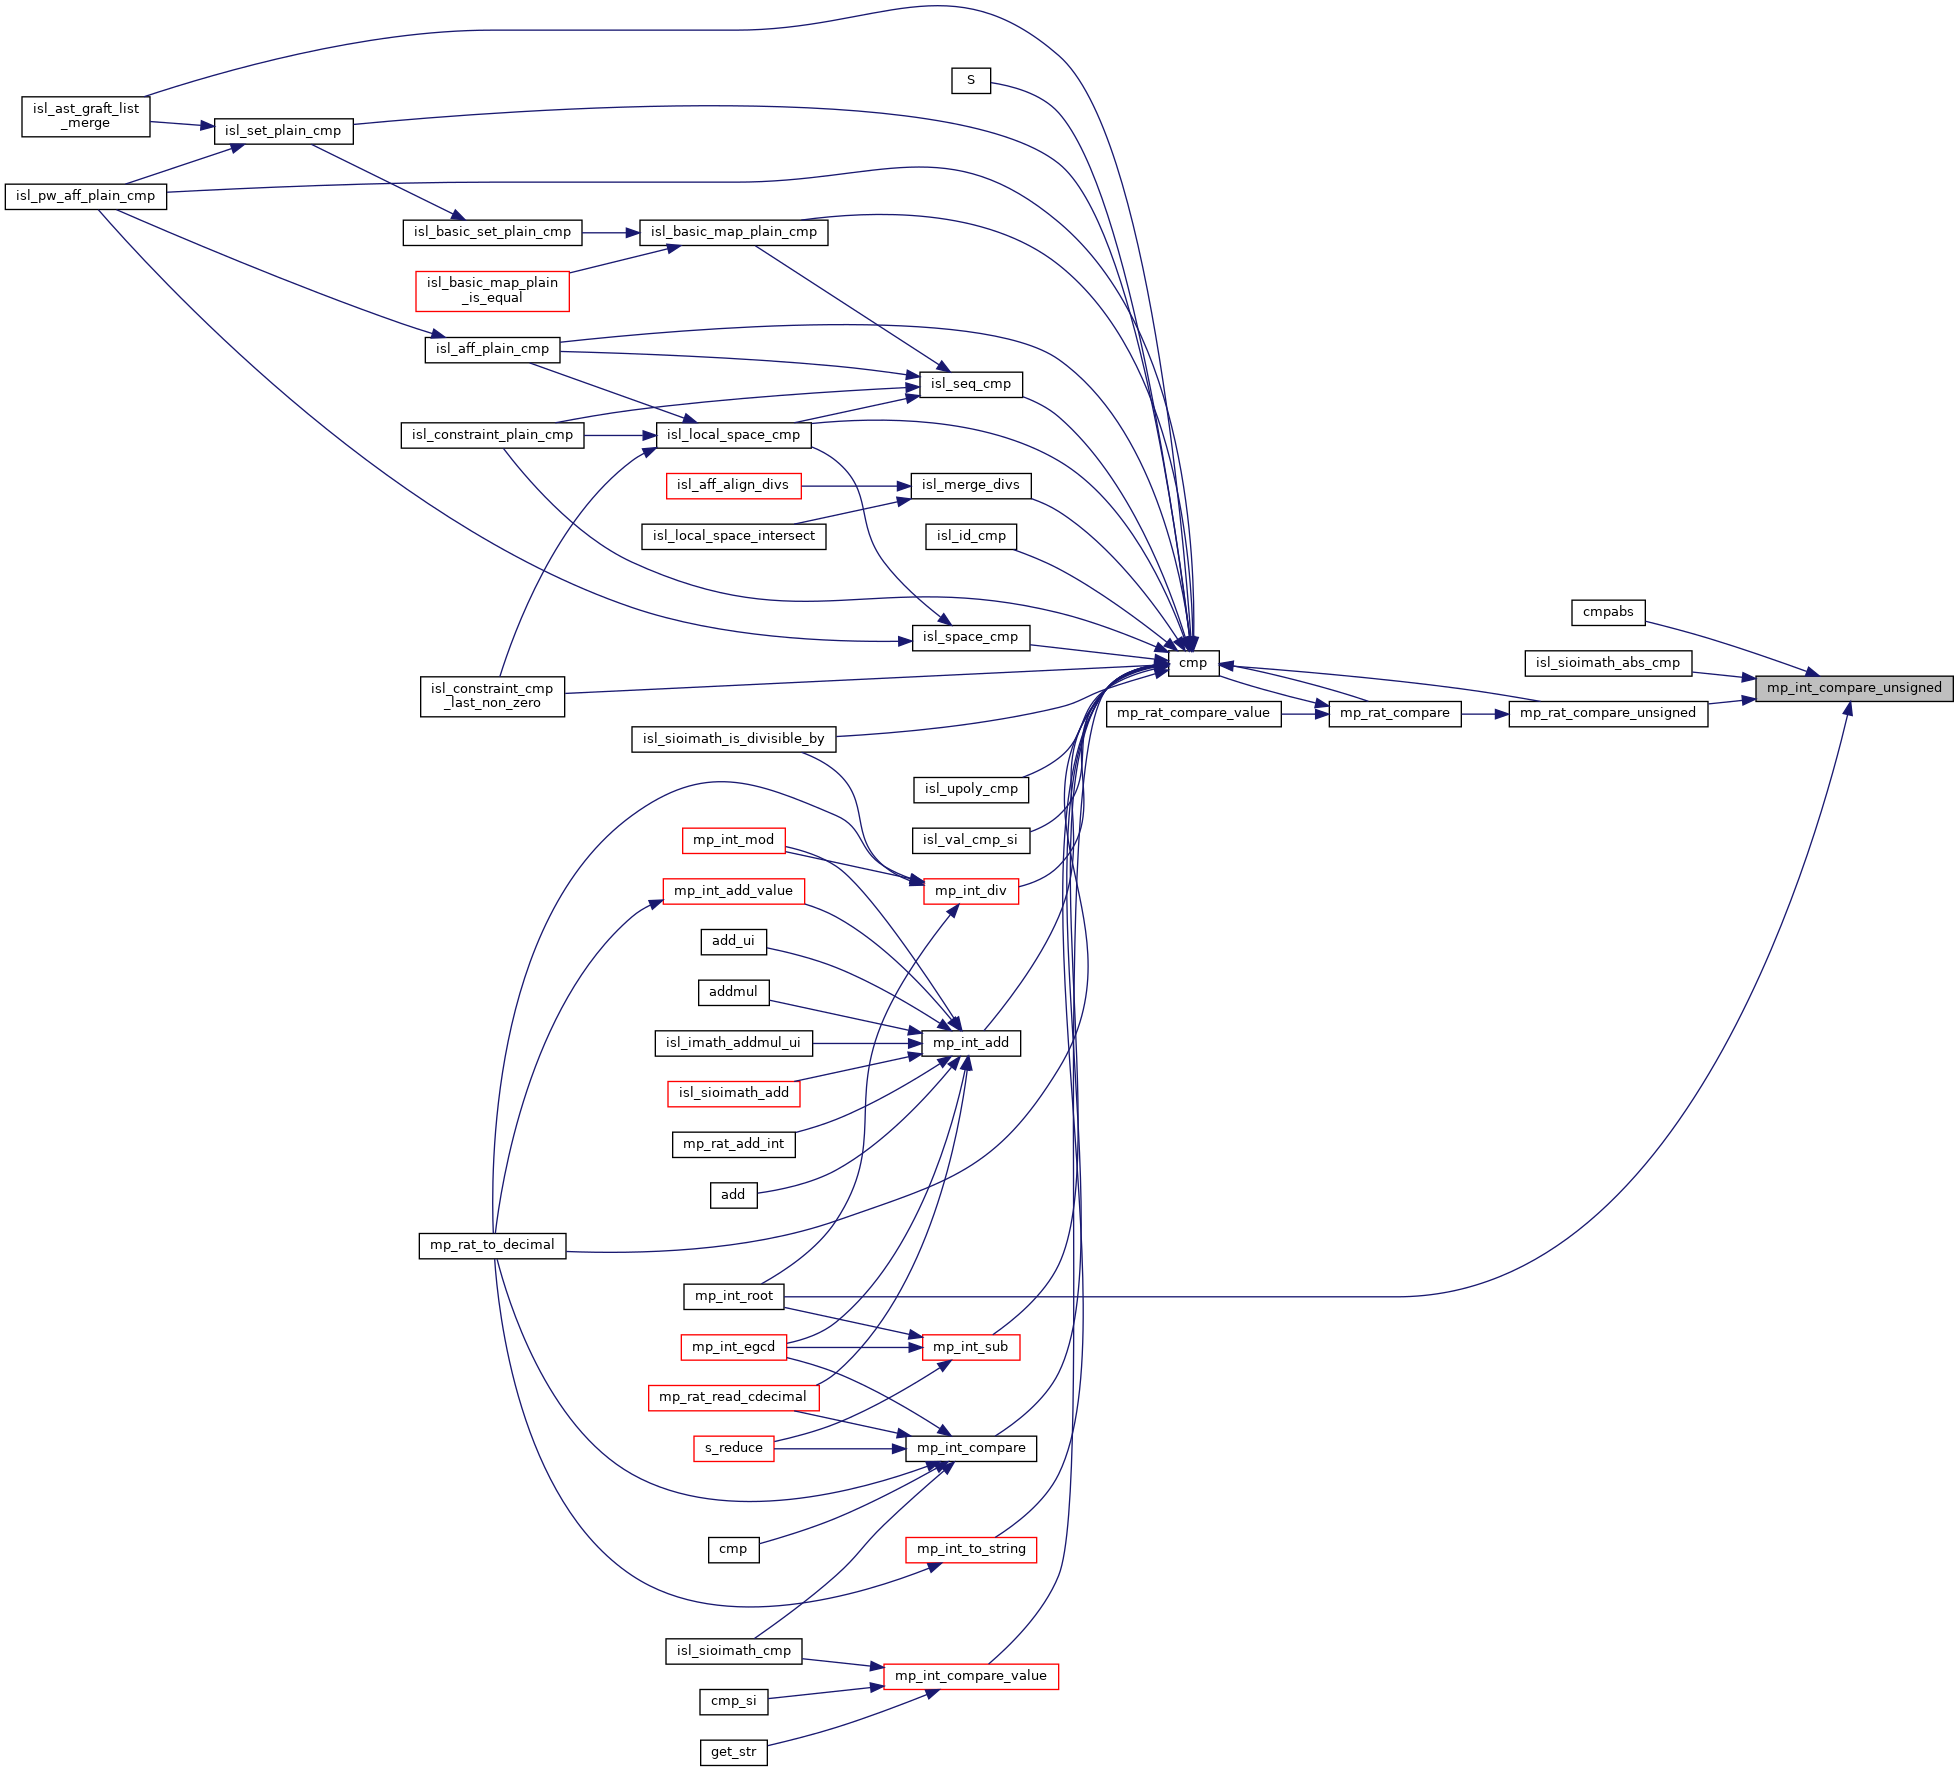 S
isl_ast_graft_list
_merge
isl_set_plain_cmp
isl_pw_aff_plain_cmp
isl_basic_set_plain_cmp
isl_basic_map_plain_cmp
isl_basic_map_plain
_is_equal
isl_aff_plain_cmp
isl_seq_cmp
isl_constraint_plain_cmp
isl_local_space_cmp
isl_aff_align_divs
isl_merge_divs
isl_local_space_intersect
isl_id_cmp
cmpabs
isl_space_cmp
cmp
isl_sioimath_abs_cmp
mp_int_compare_unsigned
isl_constraint_cmp
_last_non_zero
mp_rat_compare_value
mp_rat_compare
mp_rat_compare_unsigned
isl_sioimath_is_divisible_by
isl_upoly_cmp
mp_int_mod
isl_val_cmp_si
mp_int_add_value
mp_int_div
add_ui
addmul
isl_imath_addmul_ui
mp_int_add
isl_sioimath_add
mp_rat_add_int
add
mp_rat_to_decimal
mp_int_root
mp_int_egcd
mp_int_sub
mp_rat_read_cdecimal
s_reduce
mp_int_compare
cmp
mp_int_to_string
isl_sioimath_cmp
mp_int_compare_value
cmp_si
get_str